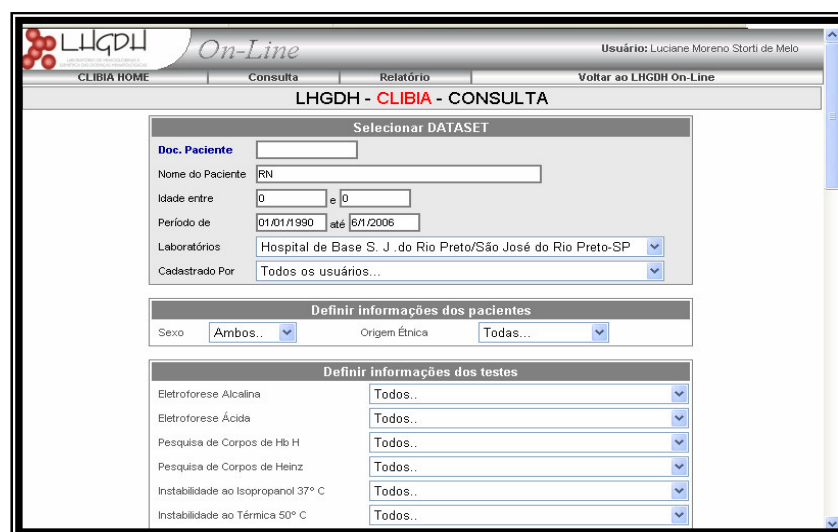 LHGDH
On-Line
Usuário: Luciane Moreno Storti de Melo
CLIBIA HOME Consulta Relatório Voltar ao LHGDH On-Line
LHGDH - CLIBIA - CONSULTA
Selecionar DATASET
Doc. Paciente
Nome do Paciente RN
Idade entre 0 e 0
Período de 01/01/1990 até 6/1/2006
Laboratórios Hospital de Base S. J .do Rio Preto/São José do Rio Preto-SP
Cadastrado Por Todos os usuários...
Definir informações dos pacientes
Sexo Ambos.. Origem Étnica Todas...
Definir informações dos testes
Eletroforese Alcalina Todos..
Eletroforese Ácida Todos..
Pesquisa de Corpos de Hb H Todos..
Pesquisa de Corpos de Heinz Todos..
Instabilidade ao Isopropanol 37º C Todos..
Instabilidade ao Térmica 50º C Todos..